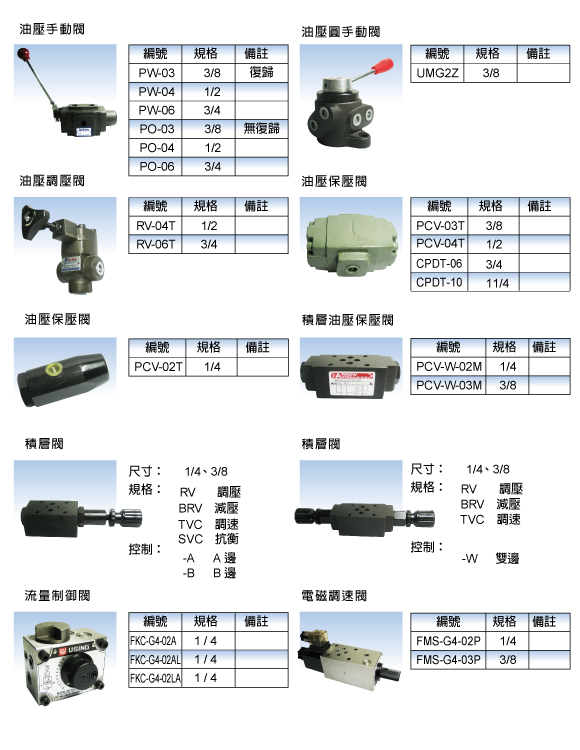 油壓手動閥
編號 規格 備註
PW-03 3/8 復歸
PW-04 1/2
PW-06 3/4
PO-03 3/8 無復歸
PO-04 1/2
PO-06 3/4
油壓圓手動閥
編號 規格 備註
UMG2Z 3/8
油壓調壓閥
編號 規格 備註
RV-04T 1/2
RV-06T 3/4
油壓保壓閥
編號 規格 備註
PCV-03T 3/8
PCV-04T 1/2
CPDT-06 3/4
CPDT-10 11/4
油壓保壓閥
編號 規格 備註
PCV-02T 1/4
積層油壓保壓閥
編號 規格 備註
PCV-W-02M 1/4
PCV-W-03M 3/8
積層閥
尺寸： 1/4、3/8
規格： RV 調壓
BRV 減壓
TVC 調速
SVC 抗衡
控制：
-A A 邊
-B B 邊
積層閥
尺寸： 1/4、3/8
規格： RV 調壓
BRV 減壓
TVC 調速
控制：
-W 雙邊
流量制御閥
USING
編號 規格 備註
FKC-G4-02A 1 / 4
FKC-G4-02AL 1 / 4
FKC-G4-02LA 1 / 4
電磁調速閥
編號 規格 備註
FMS-G4-02P 1/4
FMS-G4-03P 3/8